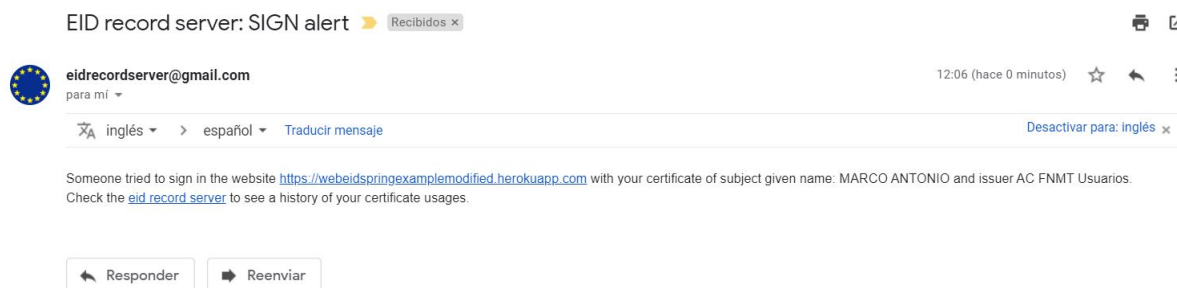 EID record server: SIGN alert Recibidos ×
eidrecordserver@gmail.com 12:06 (hace 0 minutos)
para mí
inglés > español Traducir mensaje Desactivar para: inglés ×
Someone tried to sign in the website https://webeidspringexamplemodified.herokuapp.com with your certificate of subject given name: MARCO ANTONIO and issuer AC FNMT Usuarios.
Check the eid record server to see a history of your certificate usages.
Responder Reenviar